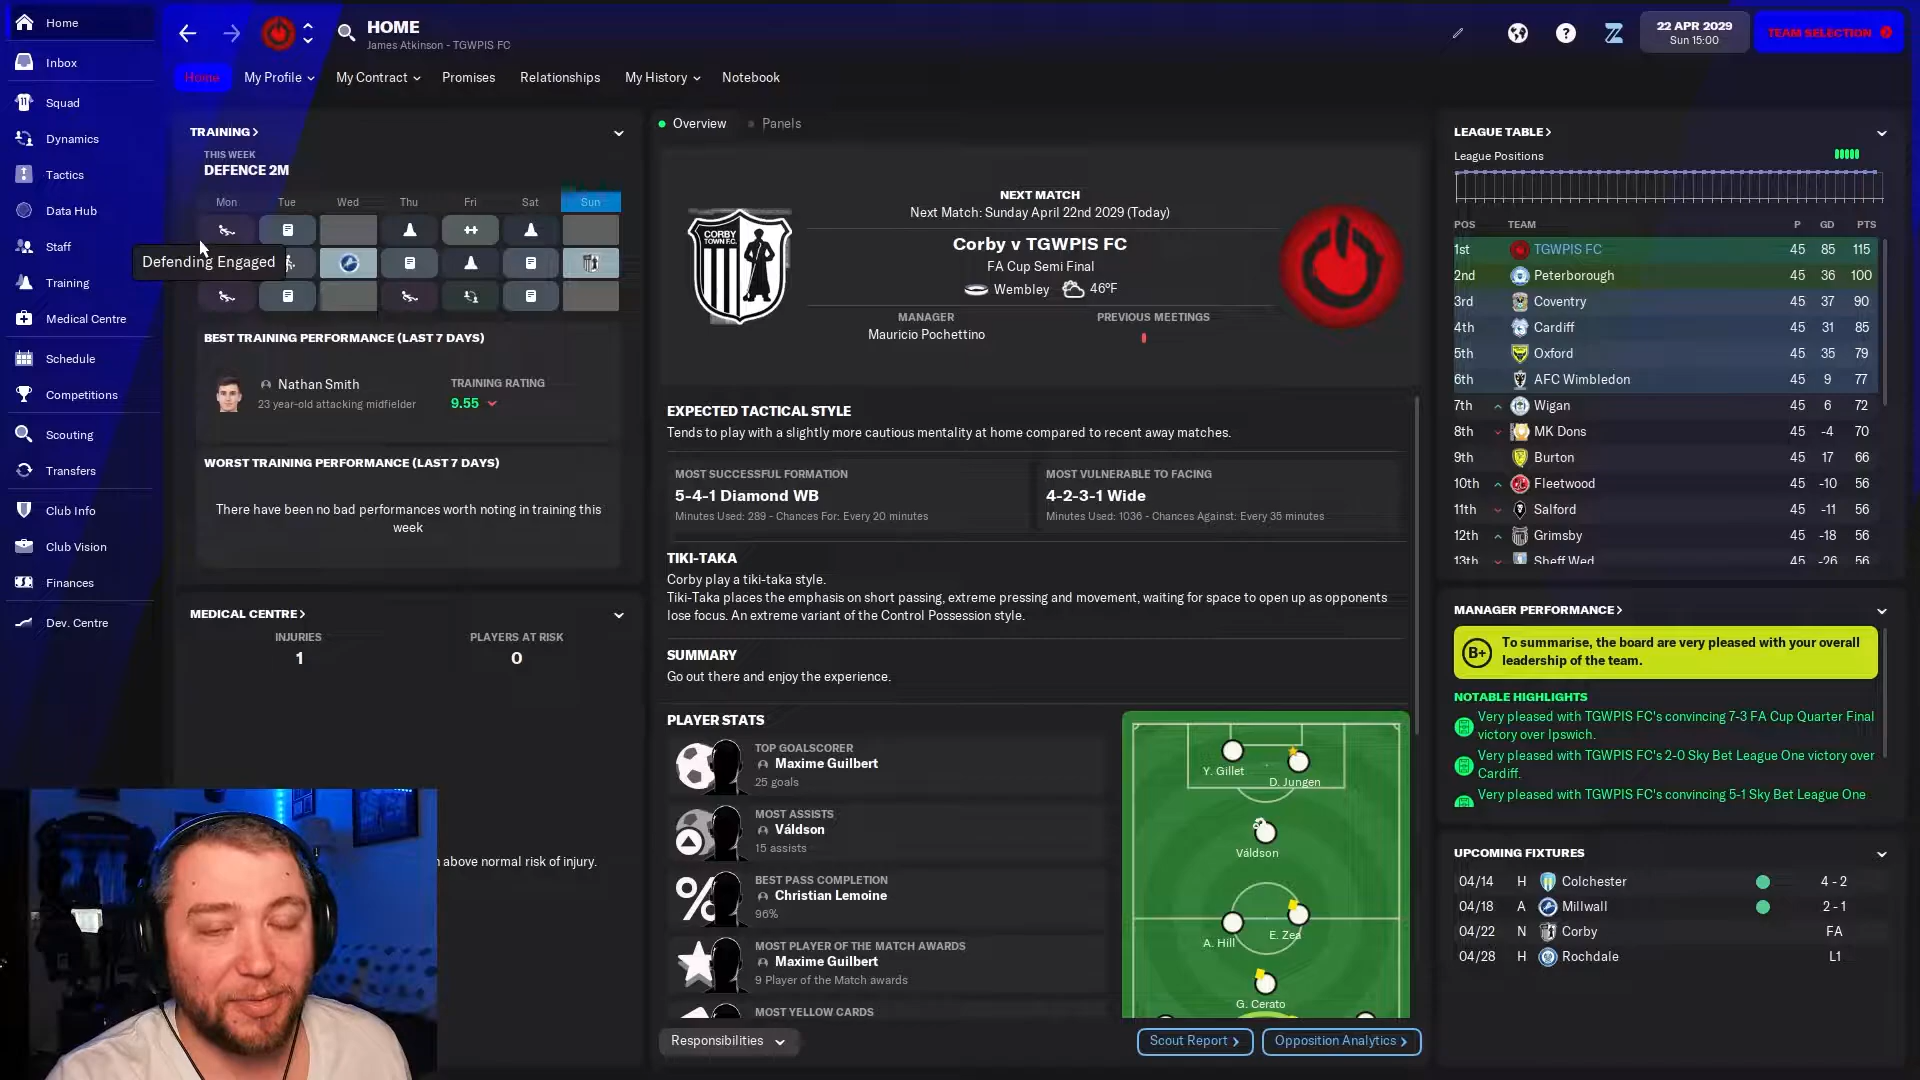 Home
Inbox
Squad
Dynamics
Tactics
Data Hub
Staff
Training
Medical Centre
Schedule
Competitions
Scouting
Transfers
Club Info
Club Vision
Finances
Dev. Centre
HOME
James Atkinson - TGWPIS FC
22 APR 2029
Sun 15:00
TEAM SELECTION
Home
My Profile
My Contract
Promises
Relationships
My History
Notebook
TRAINING >
THIS WEEK
DEFENCE 2M
Mon Tue Wed Thu Fri Sat Sun
Defending Engaged
BEST TRAINING PERFORMANCE (LAST 7 DAYS)
Nathan Smith
23 year-old attacking midfielder
TRAINING RATING
9.55
WORST TRAINING PERFORMANCE (LAST 7 DAYS)
There have been no bad performances worth noting in training this
week
MEDICAL CENTRE >
INJURIES
1
PLAYERS AT RISK
0
above normal risk of injury.
Overview
Panels
CORBY
TOWN F.C.
NEXT MATCH
Next Match: Sunday April 22nd 2029 (Today)
Corby v TGWPIS FC
FA Cup Semi Final
Wembley 46°F
MANAGER
Mauricio Pochettino
PREVIOUS MEETINGS
EXPECTED TACTICAL STYLE
Tends to play with a slightly more cautious mentality at home compared to recent away matches.
MOST SUCCESSFUL FORMATION
5-4-1 Diamond WB
Minutes Used: 289 - Chances For: Every 20 minutes
MOST VULNERABLE TO FACING
4-2-3-1 Wide
Minutes Used: 1036 - Chances Against: Every 35 minutes
TIKI-TAKA
Corby play a tiki-taka style.
Tiki-Taka places the emphasis on short passing, extreme pressing and movement, waiting for space to open up as opponents
lose focus. An extreme variant of the Control Possession style.
SUMMARY
Go out there and enjoy the experience.
PLAYER STATS
TOP GOALSCORER
Maxime Guilbert
25 goals
MOST ASSISTS
Váldson
15 assists
BEST PASS COMPLETION
Christian Lemoine
96%
MOST PLAYER OF THE MATCH AWARDS
Maxime Guilbert
9 Player of the Match awards
MOST YELLOW CARDS
Y. Gillet
D. Jungen
Váldson
A. Hill
E. Zea
G. Cerato
Responsibilities
Scout Report >
Opposition Analytics >
LEAGUE TABLE >
League Positions
POS TEAM P GD PTS
1st TGWPIS FC 45 85 115
2nd Peterborough 45 36 100
3rd Coventry 45 37 90
4th Cardiff 45 31 85
5th Oxford 45 35 79
6th AFC Wimbledon 45 9 77
7th Wigan 45 6 72
8th MK Dons 45 -4 70
9th Burton 45 17 66
10th Fleetwood 45 -10 56
11th Salford 45 -11 56
12th Grimsby 45 -18 56
13th Sheff Wed 45 -26 56
MANAGER PERFORMANCE >
B+
To summarise, the board are very pleased with your overall
leadership of the team.
NOTABLE HIGHLIGHTS
Very pleased with TGWPIS FC's convincing 7-3 FA Cup Quarter Final
victory over Ipswich.
Very pleased with TGWPIS FC's 2-0 Sky Bet League One victory over
Cardiff.
Very pleased with TGWPIS FC's convincing 5-1 Sky Bet League One
UPCOMING FIXTURES
04/14 H Colchester 4 - 2
04/18 A Millwall 2 - 1
04/22 N Corby FA
04/28 H Rochdale L1